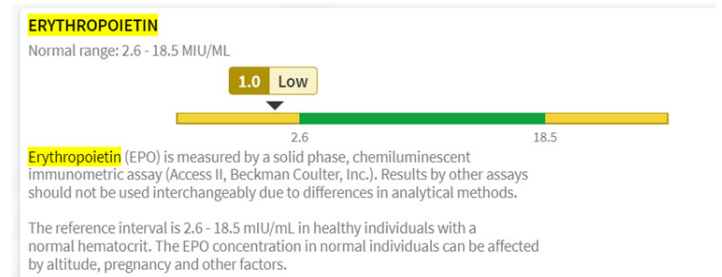 ERYTHROPOIETIN
Normal range: 2.6 - 18.5 MIU/ML
1.0 Low
2.6 18.5
Erythropoietin (EPO) is measured by a solid phase, chemiluminescent
immunometric assay (Access II, Beckman Coulter, Inc.). Results by other assays
should not be used interchangeably due to differences in analytical methods.
The reference interval is 2.6 - 18.5 mIU/mL in healthy individuals with a
normal hematocrit. The EPO concentration in normal individuals can be affected
by altitude, pregnancy and other factors.